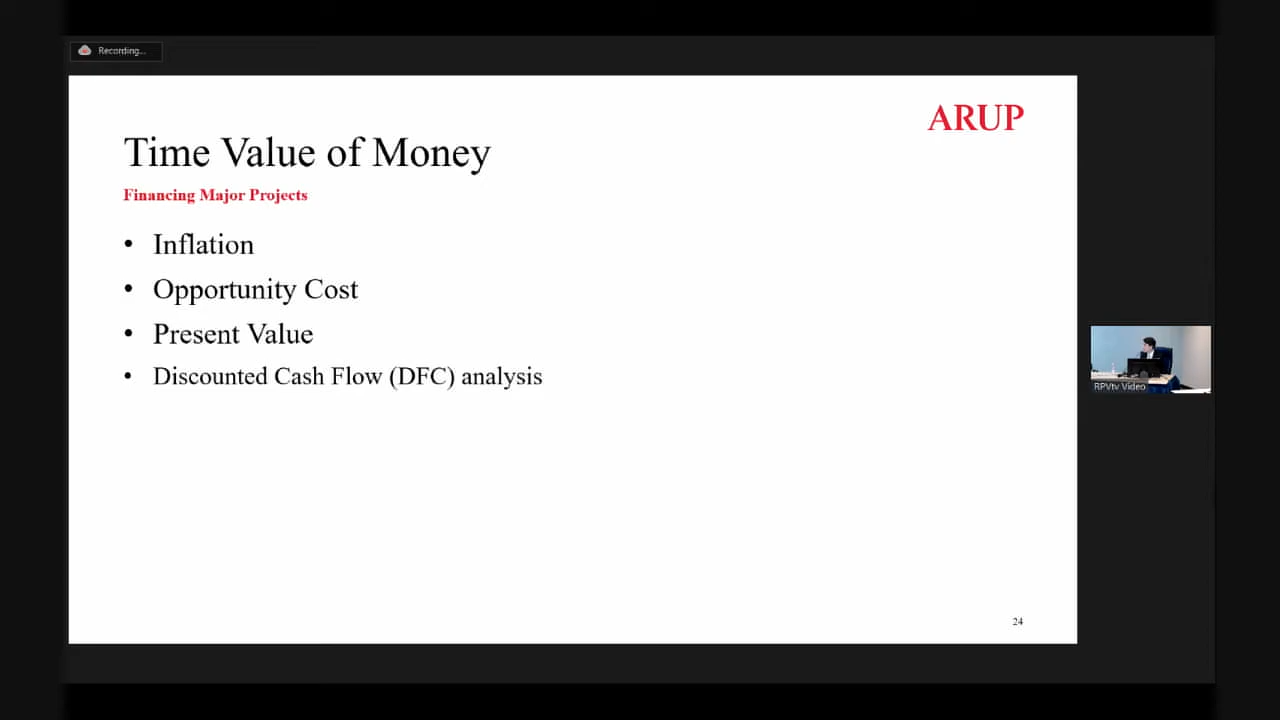 Recording...
ARUP
Time Value of Money
Financing Major Projects
• Inflation
• Opportunity Cost
• Present Value
• Discounted Cash Flow (DFC) analysis
RPVtv Video
24